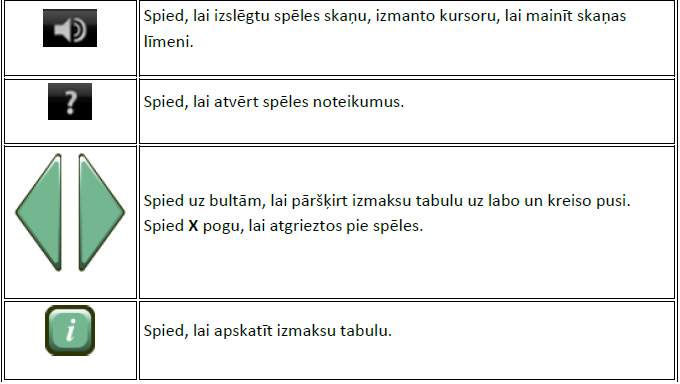 Spied, lai izslēgtu spēles skaņu, izmanto kursoru, lai mainīt skaņas
līmeni.
?
Spied, lai atvērt spēles noteikumus.
Spied uz bultām, lai pāršķirt izmaksu tabulu uz labo un kreiso pusi.
Spied X pogu, lai atgrieztos pie spēles.
i
Spied, lai apskatīt izmaksu tabulu.